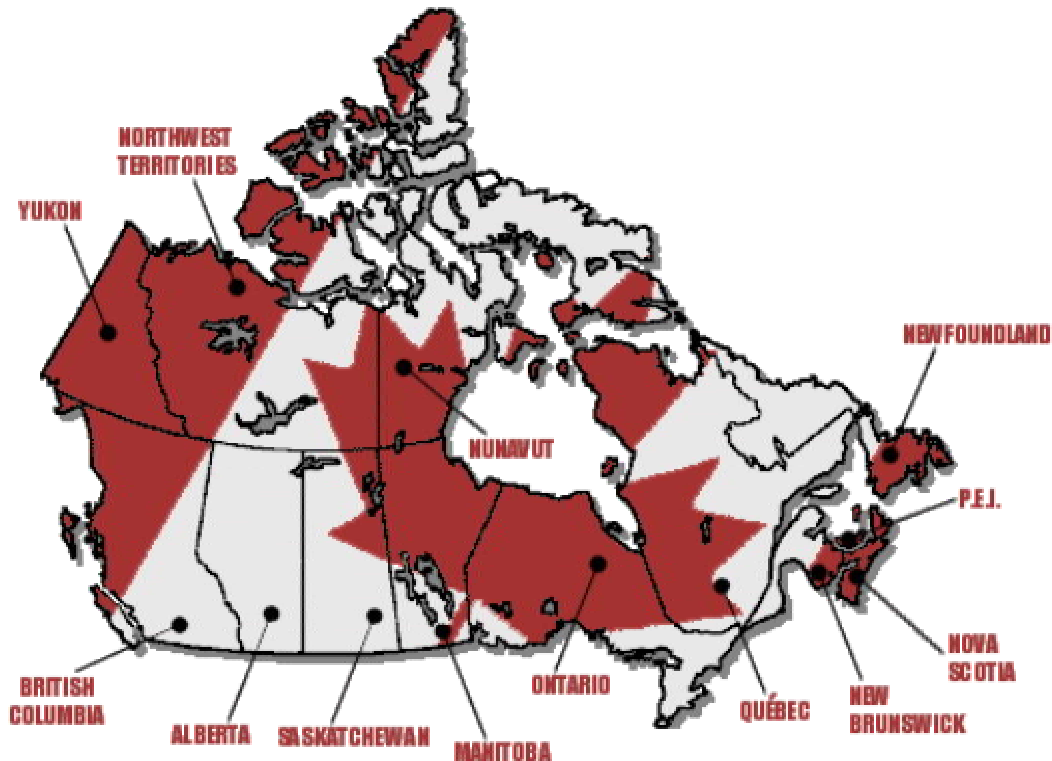 NORTHWEST
TERRITORIES
YUKON
NEWFOUNDLAND
NUNAVUT
P.E.I.
NOVA
SCOTIA
BRITISH
COLUMBIA
ONTARIO
QUÉBEC
NEW
BRUNSWICK
ALBERTA
SASKATCHEWAN
MANITOBA